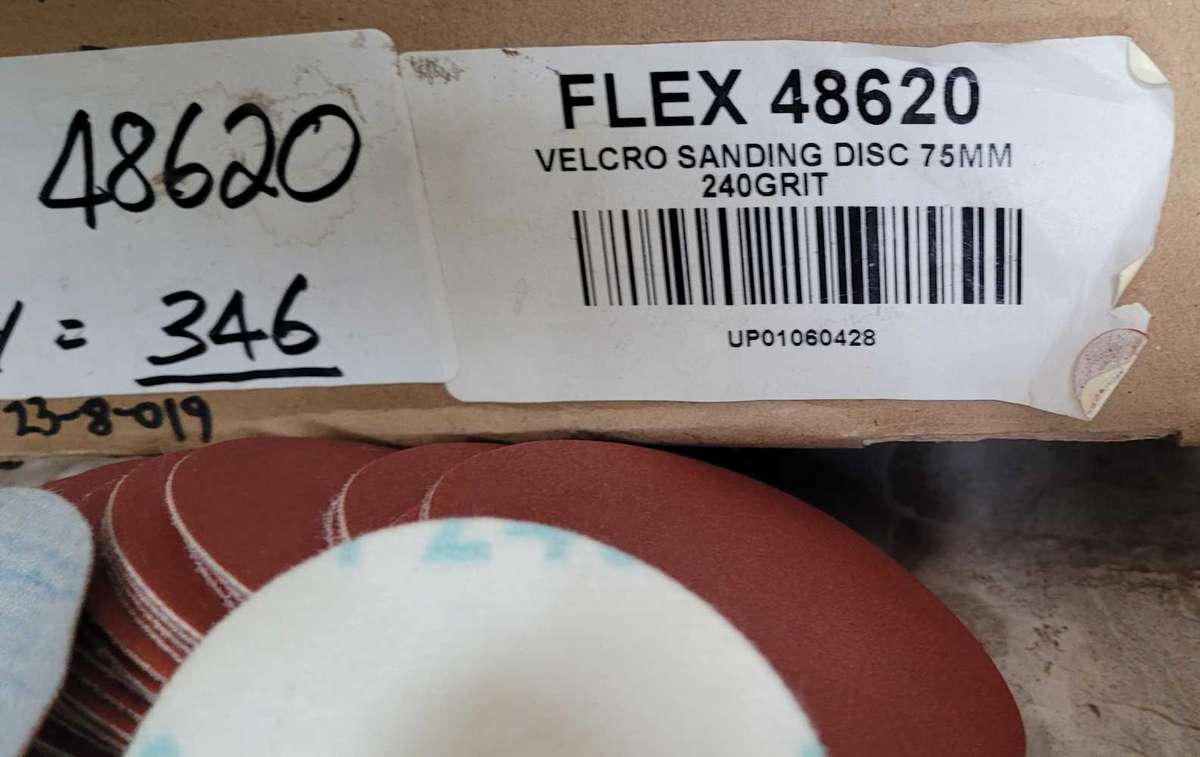 48620
= 346
23-8-019
FLEX 48620
VELCRO SANDING DISC 75MM
240GRIT
UP01060428